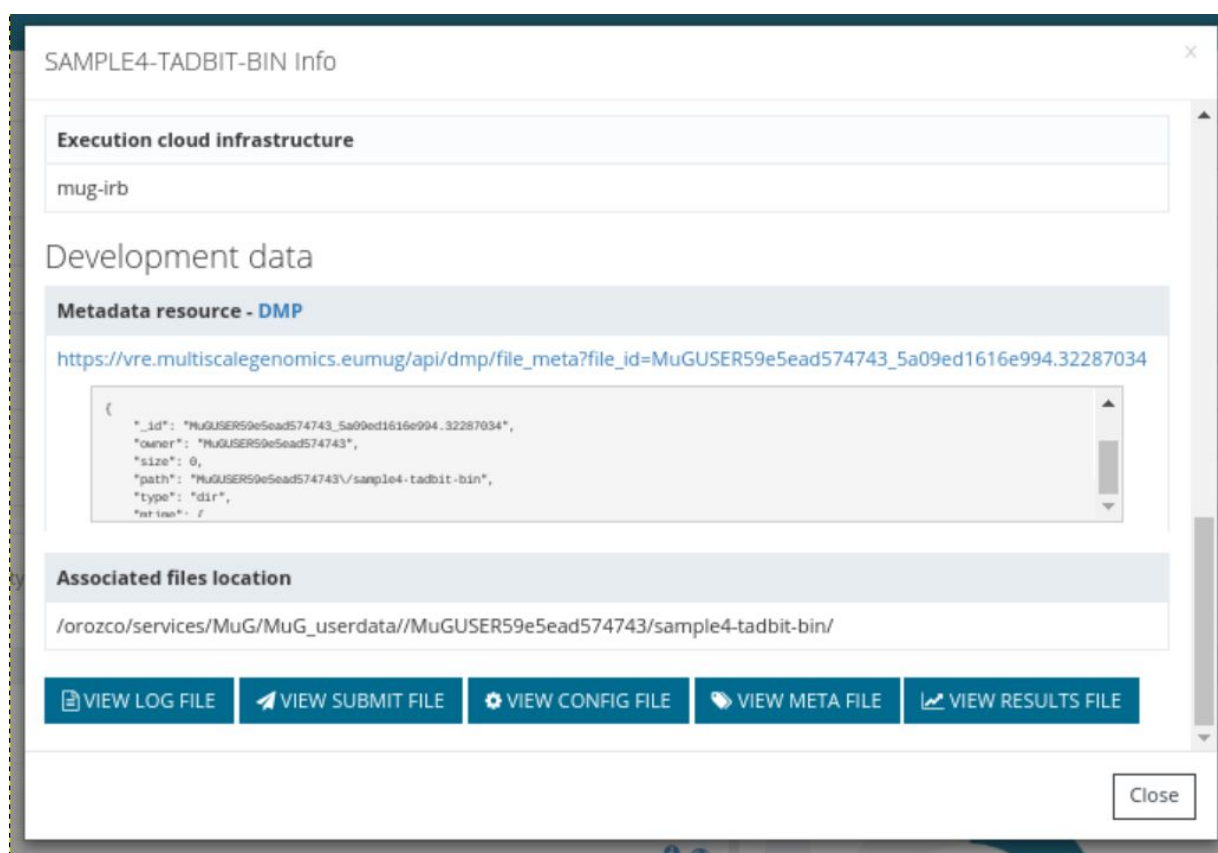 SAMPLE4-TADBIT-BIN Info
×
Execution cloud infrastructure
mug-irb
Development data
Metadata resource - DMP
https://vre.multiscalegenomics.eumug/api/dmp/file_meta?file_id=MuGUSER59e5ead574743_5a09ed1616e994.32287034
{
"_id": "MuGUSER59e5ead574743_5a09ed1616e994.32287034",
"owner": "MuGUSER59e5ead574743",
"size": 0,
"path": "MuGUSER59e5ead574743\/sample4-tadbit-bin",
"type": "dir",
"mtime": {
Associated files location
/orozco/services/MuG/MuG_userdata//MuGUSER59e5ead574743/sample4-tadbit-bin/
VIEW LOG FILE VIEW SUBMIT FILE VIEW CONFIG FILE VIEW META FILE VIEW RESULTS FILE
Close